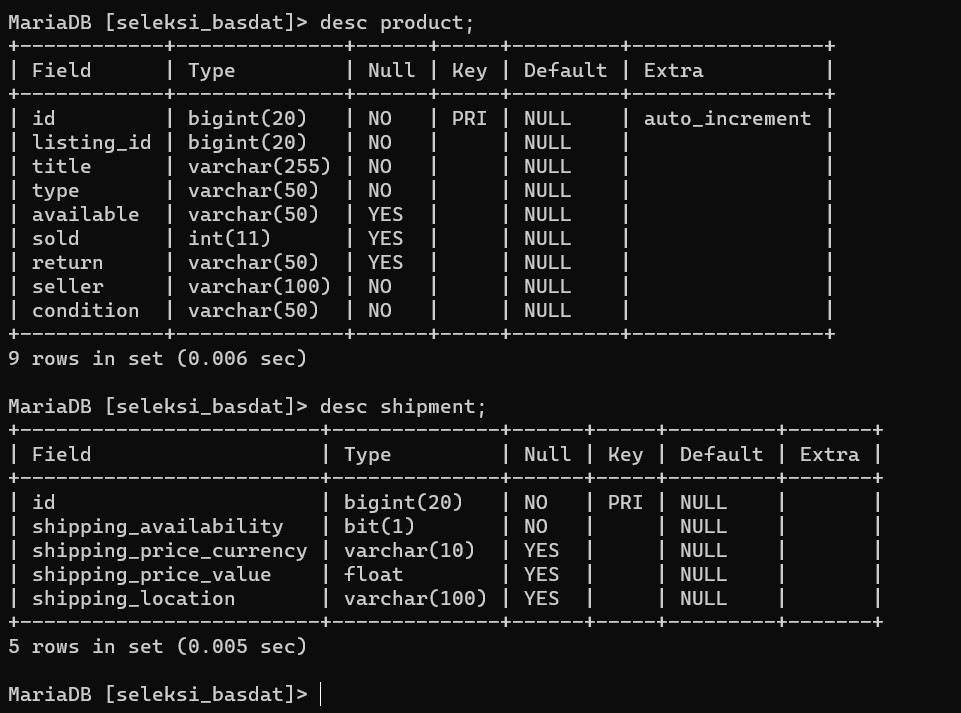 MariaDB [seleksi_basdat]> desc product;
+------------+--------------+------+-----+---------+----------------+
| Field      | Type         | Null | Key | Default | Extra          |
+------------+--------------+------+-----+---------+----------------+
| id         | bigint(20)   | NO   | PRI | NULL    | auto_increment |
| listing_id | bigint(20)   | NO   |     | NULL    |                |
| title      | varchar(255) | NO   |     | NULL    |                |
| type       | varchar(50)  | NO   |     | NULL    |                |
| available  | varchar(50)  | YES  |     | NULL    |                |
| sold       | int(11)      | YES  |     | NULL    |                |
| return     | varchar(50)  | YES  |     | NULL    |                |
| seller     | varchar(100) | NO   |     | NULL    |                |
| condition  | varchar(50)  | NO   |     | NULL    |                |
+------------+--------------+------+-----+---------+----------------+
9 rows in set (0.006 sec)

MariaDB [seleksi_basdat]> desc shipment;
+-------------------------+--------------+------+-----+---------+-------+
| Field                   | Type         | Null | Key | Default | Extra |
+-------------------------+--------------+------+-----+---------+-------+
| id                      | bigint(20)   | NO   | PRI | NULL    |       |
| shipping_availability   | bit(1)       | NO   |     | NULL    |       |
| shipping_price_currency | varchar(10)  | YES  |     | NULL    |       |
| shipping_price_value    | float        | YES  |     | NULL    |       |
| shipping_location       | varchar(100) | YES  |     | NULL    |       |
+-------------------------+--------------+------+-----+---------+-------+
5 rows in set (0.005 sec)

MariaDB [seleksi_basdat]>